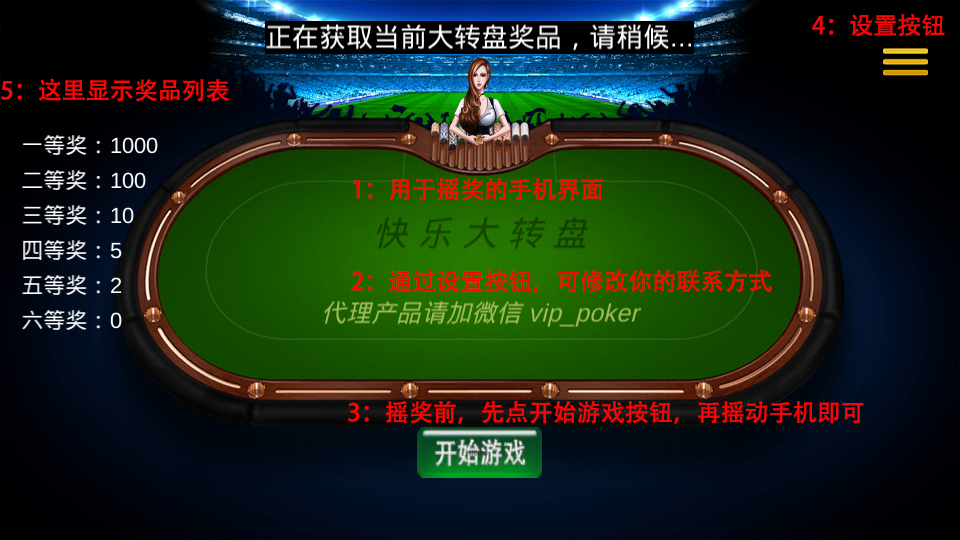 4：设置按钮
正在获取当前大转盘奖品，请稍候...
5：这里显示奖品列表
一等奖：1000
二等奖：100
三等奖：10
四等奖：5
五等奖：2
六等奖：0
1：用于摇奖的手机界面
快乐大转盘
2：通过设置按钮，可修改你的联系方式
代理产品请加微信 vip_poker
3：摇奖前，先点开始游戏按钮，再摇动手机即可
开始游戏